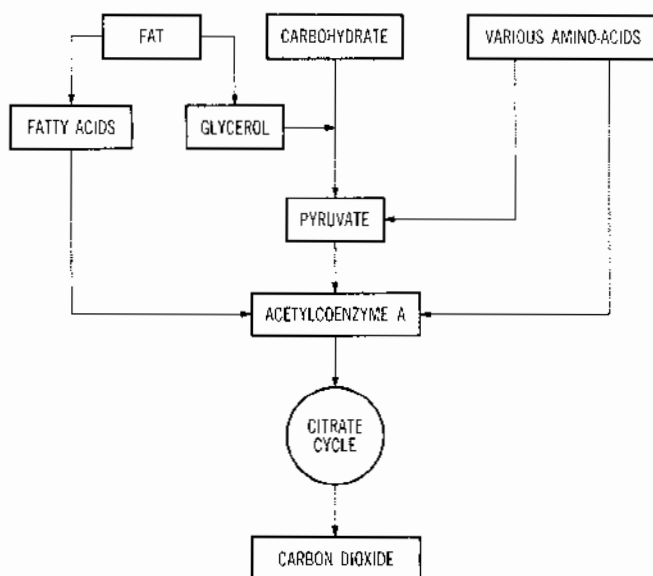 FAT
CARBOHYDRATE
VARIOUS AMINO-ACIDS
FATTY ACIDS
GLYCEROL
PYRUVATE
ACETYLCOENZYME A
CITRATE
CYCLE
CARBON DIOXIDE